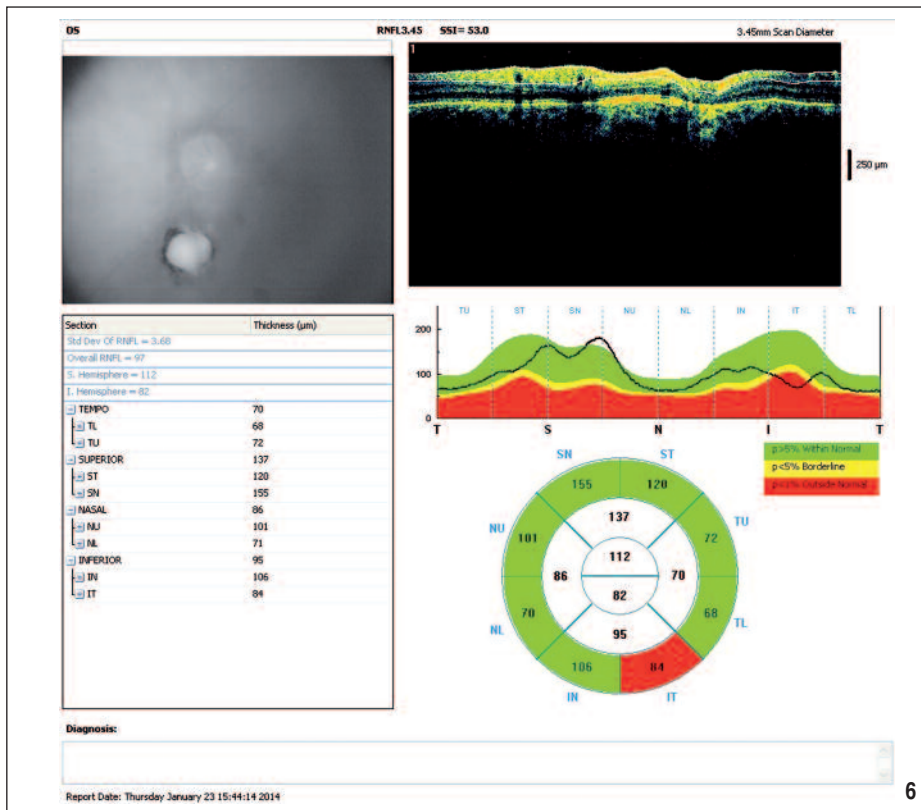 OS RNFL3.45 SSI= 53.0 3.45mm Scan Diameter
1
250 µm
Section Thickness (µm)
Std Dev Of RNFL = 3.68
Overall RNFL = 97
S. Hemisphere = 112
I. Hemisphere = 82
TEMPO 70
TL 68
TU 72
SUPERIOR 137
ST 120
SN 155
NASAL 86
NU 101
NL 71
INFERIOR 95
IN 106
IT 84
TU ST SN NU NL IN IT TL
200
100
0
T S N I T
p>5% Within Normal
p<5% Borderline
Outside Normal
SN ST
155 120
NU 101 137 72 TU
112
86 70
82
NL 70 95 68 TL
106 84
IN IT
Diagnosis:
Report Date: Thursday January 23 15:44:14 2014
6